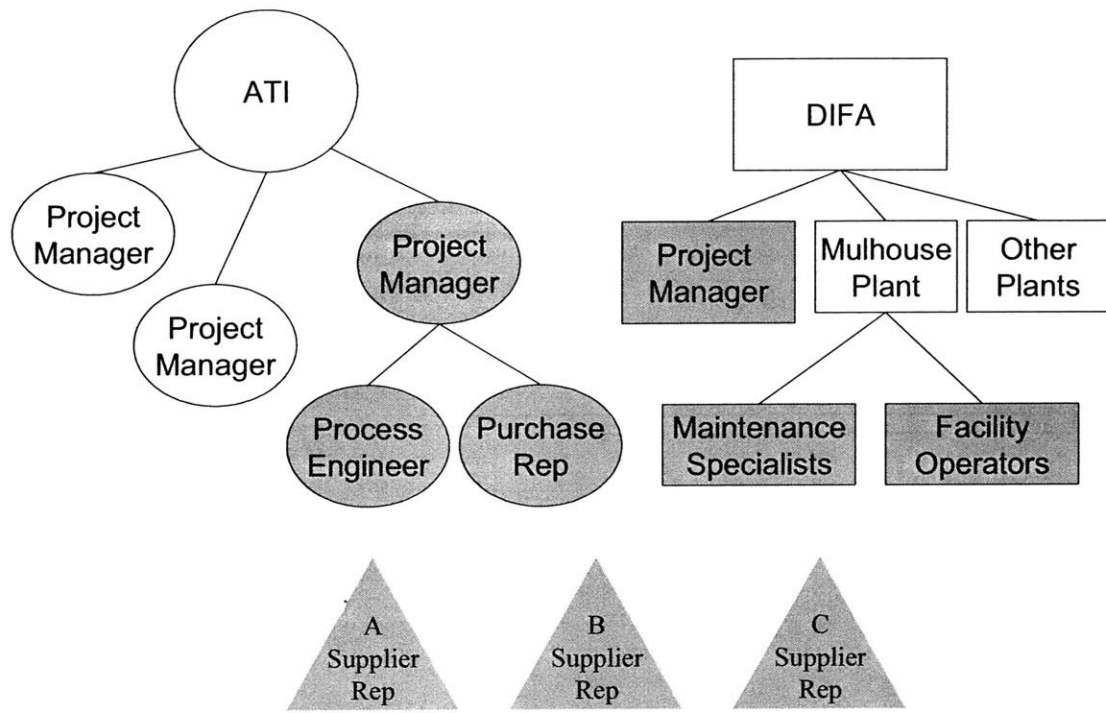 ATI
DIFA
Project
Manager
Project
Manager
Project
Manager
Project
Manager
Mulhouse
Plant
Other
Plants
Process
Engineer
Purchase
Rep
Maintenance
Specialists
Facility
Operators
A
Supplier
Rep
B
Supplier
Rep
C
Supplier
Rep